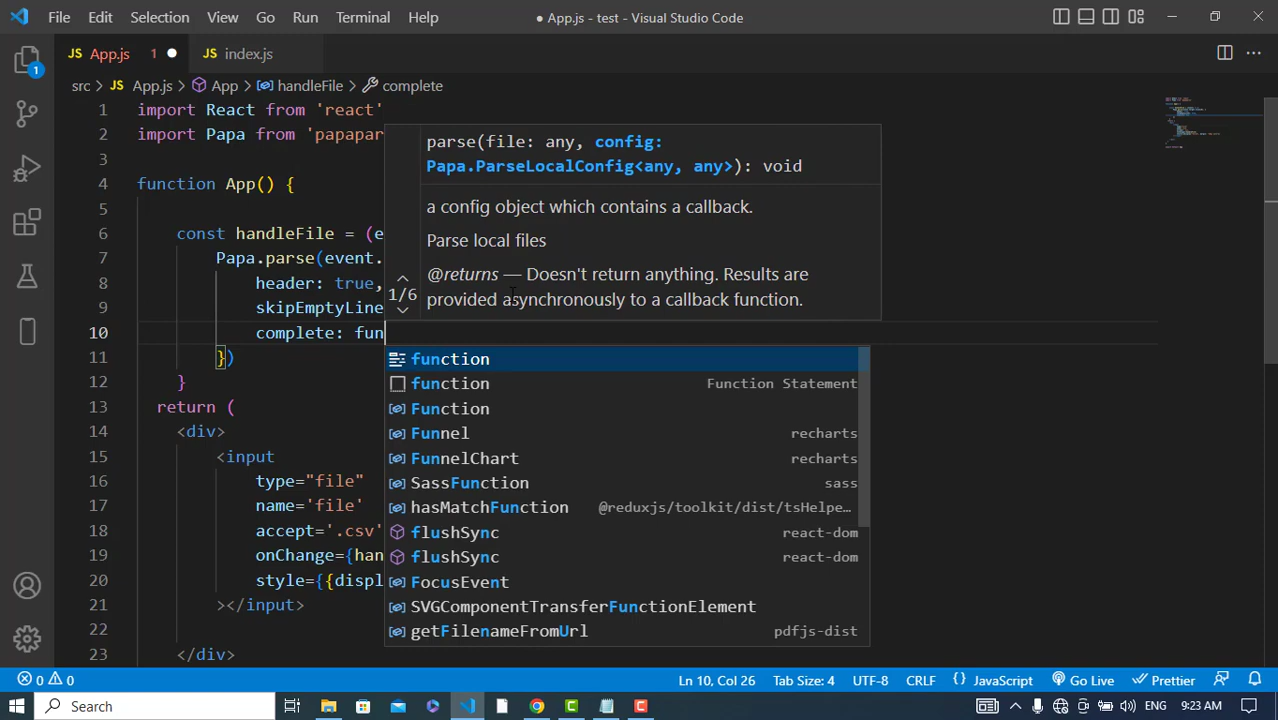 File Edit Selection View Go Run Terminal Help ● App.js - test - Visual Studio Code
JS App.js 1 ● JS index.js
src > JS App.js > App > handleFile > complete
1 import React from 'react'
2 import Papa from 'papapar
3
4 function App() {
5
6 const handleFile = (e
7 Papa.parse(event.
8 header: true,
9 skipEmptyLine
10 complete: fun
11 })
12 }
13 return (
14 <div>
15 <input
16 type="file"
17 name='file'
18 accept='.csv'
19 onChange={han
20 style={{displ
21 ></input>
22
23 </div>
parse(file: any, config:
Papa.ParseLocalConfig<any, any>): void
a config object which contains a callback.
Parse local files
@returns — Doesn't return anything. Results are
1/6
provided asynchronously to a callback function.
function
function Function Statement
Function
Funnel recharts
FunnelChart recharts
SassFunction sass
hasMatchFunction @reduxjs/toolkit/dist/tsHelpe…
flushSync react-dom
flushSync react-dom
FocusEvent
SVGComponentTransferFunctionElement
getFilenameFromUrl pdfjs-dist
1
0 0 Ln 10, Col 26 Tab Size: 4 UTF-8 CRLF {} JavaScript Go Live Prettier
Search ENG 9:23 AM